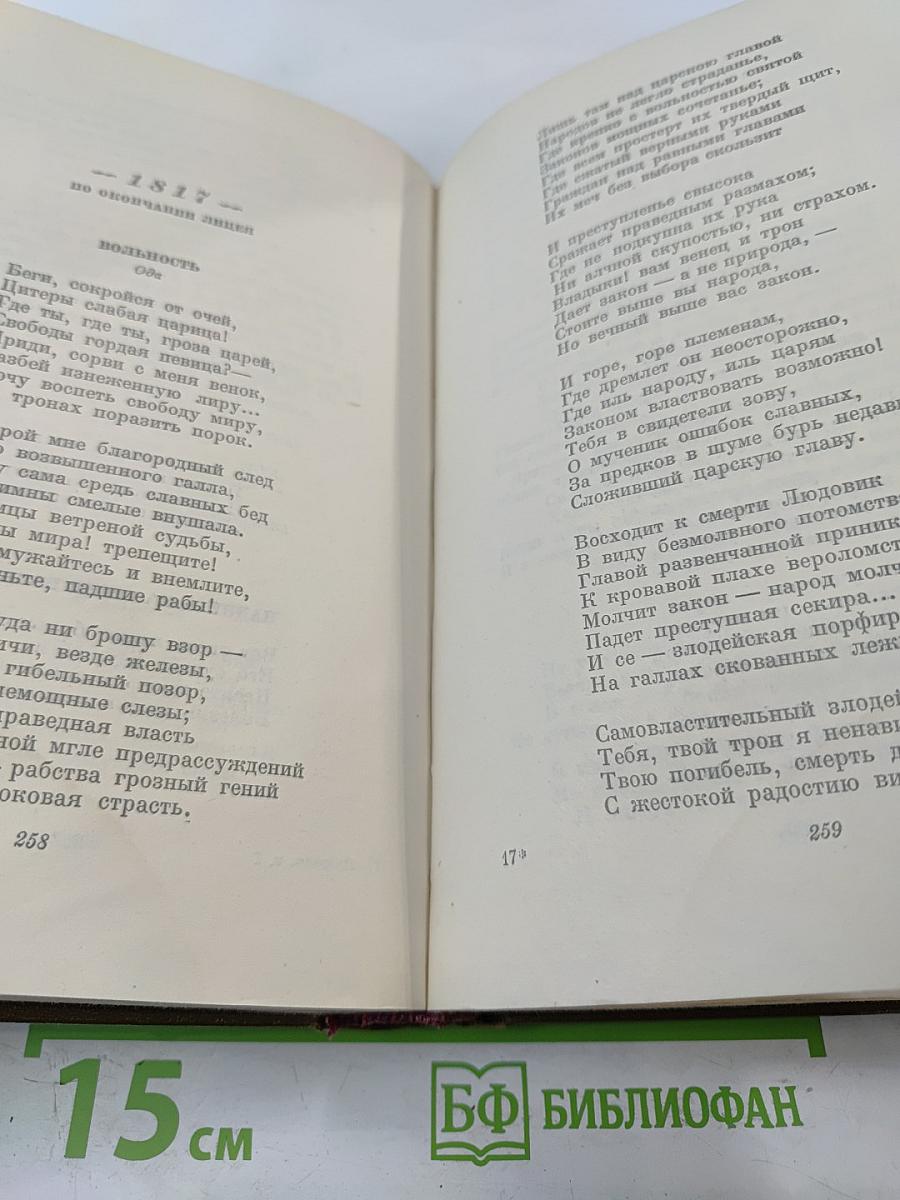 — 1817 —
ПО ОКОНЧАНИИ ЛИЦЕЯ
ВОЛЬНОСТЬ
Ода
Беги, сокройся от очей,
Цитеры слабая царица!
Где ты, где ты, гроза царей,
Свободы гордая певица?—
Приди, сорви с меня венок,
азбей изнеженную лиру...
очу воспеть свободу миру,
тронах поразить порок.
рой мне благородный след
о возвышенного галла,
у сама средь славных бед
имны смелые внушала.
мцы ветреной судьбы,
ны мира! трепещите!
мужайтесь и внемлите,
ньте, падшие рабы!
уда ни брошу взор —
ичи, везде железы,
гибельный позор,
немощные слезы;
праведная власть
ной мгле предрассуждений
рабства грозный гений
роковая страсть.
258
Лишь там над царскою главой
Народов не легло страданье,
Где крепко с вольностью святой
Законов мощных сочетанье;
Где всем простерт их твердый щит,
Где сжатый верными руками
Граждан над равными главами
Их меч без выбора скользит
И преступленье свысока
Сражает праведным размахом;
Где не подкупна их рука
Ни алчной скупостью, ни страхом.
Владыки! вам венец и трон
Дает закон — а не природа, —
Стоите выше вы народа,
Но вечный выше вас закон.
И горе, горе племенам,
Где дремлет он неосторожно,
Где иль народу, иль царям
Законом властвовать возможно!
Тебя в свидетели зову,
О мученик ошибок славных,
За предков в шуме бурь недавн
Сложивший царскую главу.
Восходит к смерти Людовик
В виду безмолвного потомств
Главой развенчанной приник
К кровавой плахе вероломст
Молчит закон — народ молч
Падет преступная секира...
И се — злодейская порфир
На галлах скованных леж
Самовластительный злодей
Тебя, твой трон я ненави
Твою погибель, смерть д
С жестокой радостию ви
17*
259
15 см
БФ БИБЛИОФАН